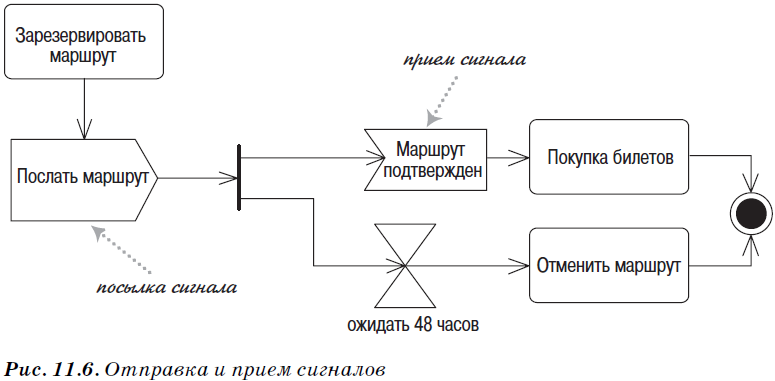 Зарезервировать
маршрут
прием сигнала
Послать маршрут
Маршрут
подтвержден
Покупка билетов
посылка сигнала
Отменить маршрут
ожидать 48 часов
Рис. 11.6. Отправка и прием сигналов